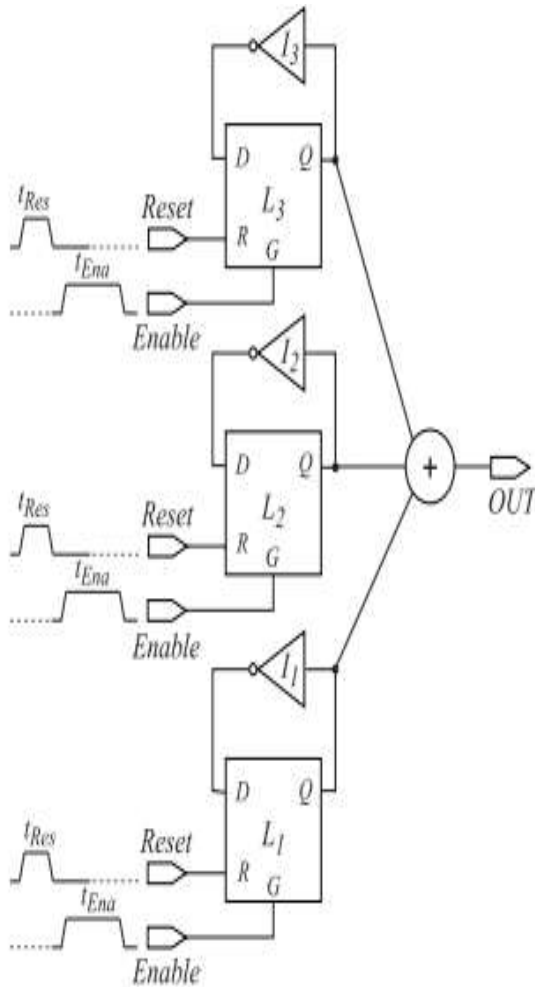 I3
D Q
L3
tRes
Reset
R
G
tEna
Enable
I2
D Q
L2
tRes
Reset
R
G
tEna
Enable
+
OUT
I1
D Q
L1
tRes
Reset
R
G
tEna
Enable